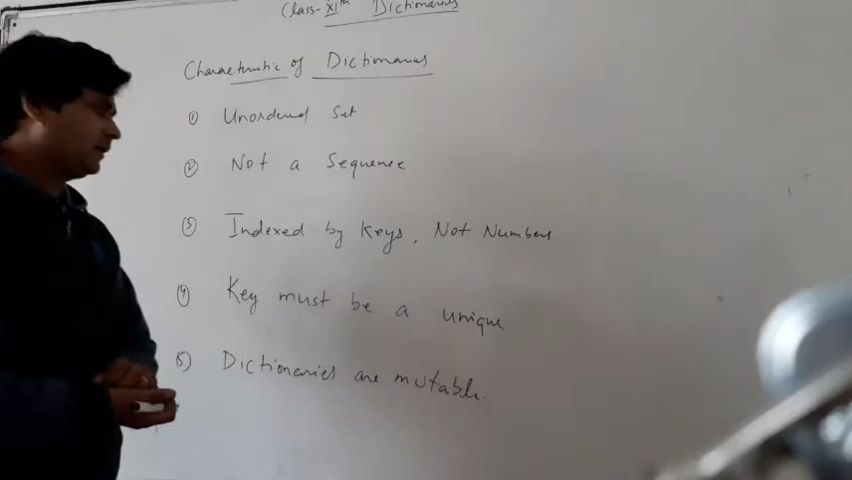 Class-XIth Dictionaries
Characteristic of Dictionaries
① Unordered Set
② Not a Sequence
③ Indexed by Keys, Not Numbers
④ Key must be a unique
⑤ Dictionaries are mutable.